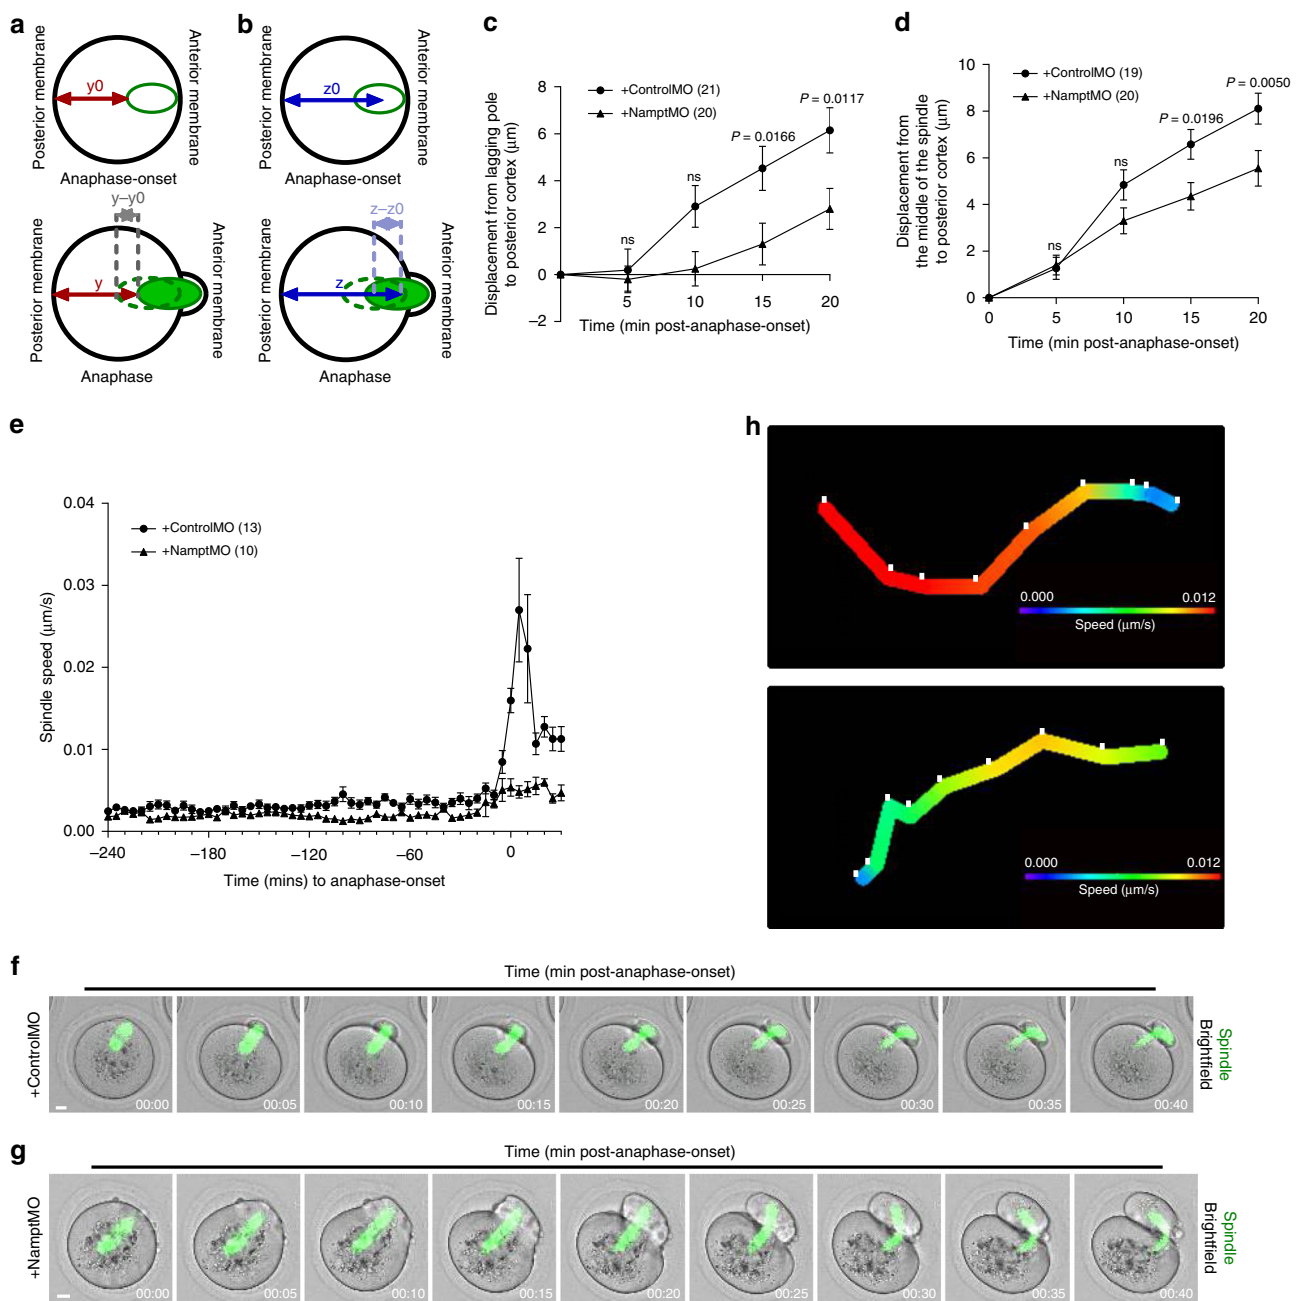 a
Posterior membrane
y0
Anterior membrane
Anaphase-onset
y–y0
Posterior membrane
y
Anterior membrane
Anaphase
b
Posterior membrane
z0
Anterior membrane
Anaphase-onset
z–z0
Posterior membrane
z
Anterior membrane
Anaphase
c
Displacement from lagging pole
to posterior cortex (μm)
8
6
4
2
0
–2
+ControlMO (21)
+NamptMO (20)
ns
ns
P = 0.0166
P = 0.0117
5
10
15
20
Time (min post-anaphase-onset)
d
Displacement from
the middle of the spindle
to posterior cortex (μm)
10
8
6
4
2
0
+ControlMO (19)
+NamptMO (20)
ns
ns
P = 0.0196
P = 0.0050
0
5
10
15
20
Time (min post-anaphase-onset)
e
Spindle speed (μm/s)
0.04
0.03
0.02
0.01
0.00
+ControlMO (13)
+NamptMO (10)
–240
–180
–120
–60
0
Time (mins) to anaphase-onset
h
0.000
0.012
Speed (μm/s)
0.000
0.012
Speed (μm/s)
f
Time (min post-anaphase-onset)
+ControlMO
00:00
00:05
00:10
00:15
00:20
00:25
00:30
00:35
00:40
Spindle
Brightfield
g
Time (min post-anaphase-onset)
+NamptMO
00:00
00:05
00:10
00:15
00:20
00:25
00:30
00:35
00:40
Spindle
Brightfield